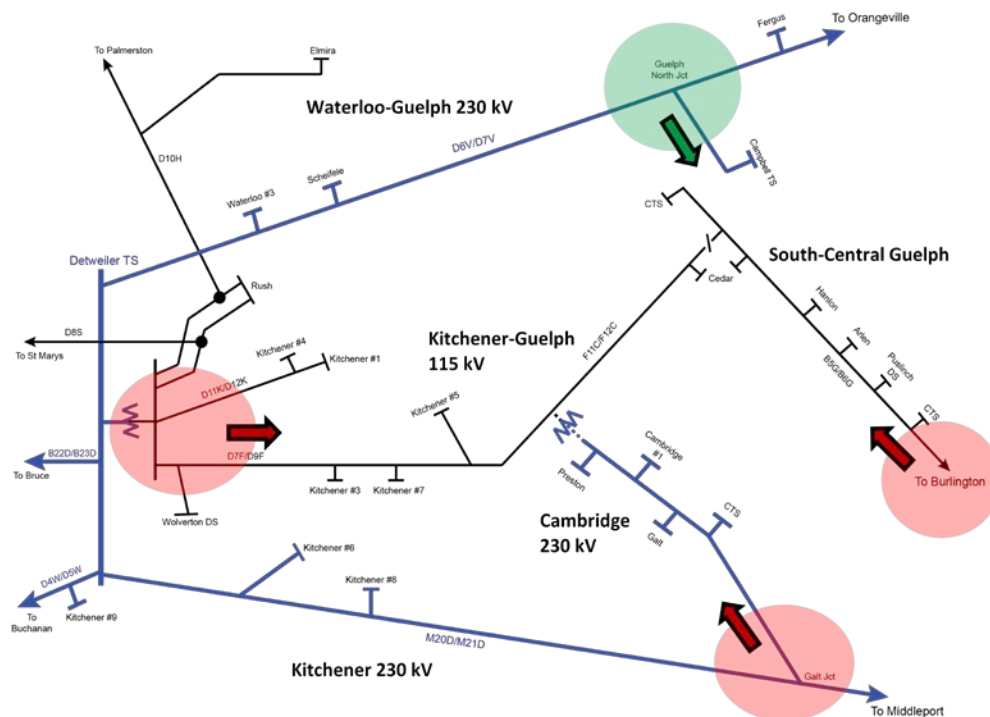 To Orangeville
Fergus
To Palmerston
Elmira
Guelph
North Jct
Waterloo-Guelph 230 kV
D6V/D7V
Campbell TS
D10H
Scheifele
Waterloo #3
CTS
Detweiler TS
South-Central Guelph
Rush
Cedar
Hanlon
D8S
To St Marys
Kitchener-Guelph
115 kV
F11C/F12C
Arlen
Puslinch
DS
B5G/B6G
Kitchener #4
Kitchener #1
D11K/D12K
Kitchener #5
CTS
B22D/B23D
To Bruce
D7F/D9F
Cambridge
#1
Preston
To Burlington
Kitchener #3
Kitchener #7
Wolverton DS
Cambridge
230 kV
Galt
CTS
Kitchener #6
Kitchener #8
D4W/D5W
To
Buchanan
Kitchener #9
M20D/M21D
Kitchener 230 kV
Galt Jct
To Middleport